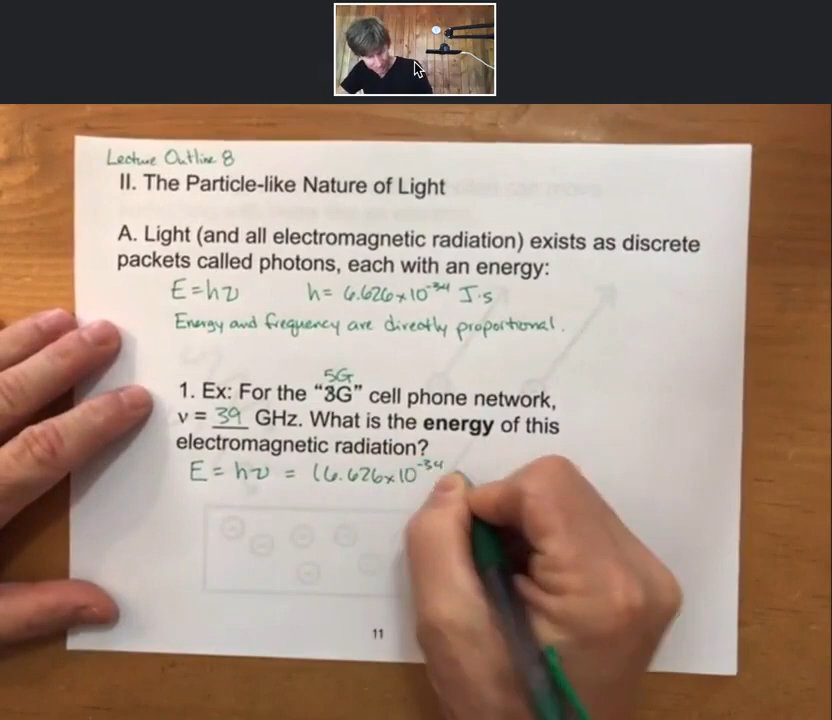 Lecture Outline 8
II. The Particle-like Nature of Light
A. Light (and all electromagnetic radiation) exists as discrete
packets called photons, each with an energy:
E = hν h = 6.626×10⁻³⁴ J·s
Energy and frequency are directly proportional.
5G
1. Ex: For the “3G” cell phone network,
ν = 39 GHz. What is the energy of this
electromagnetic radiation?
E = hν = (6.626×10⁻³⁴
11